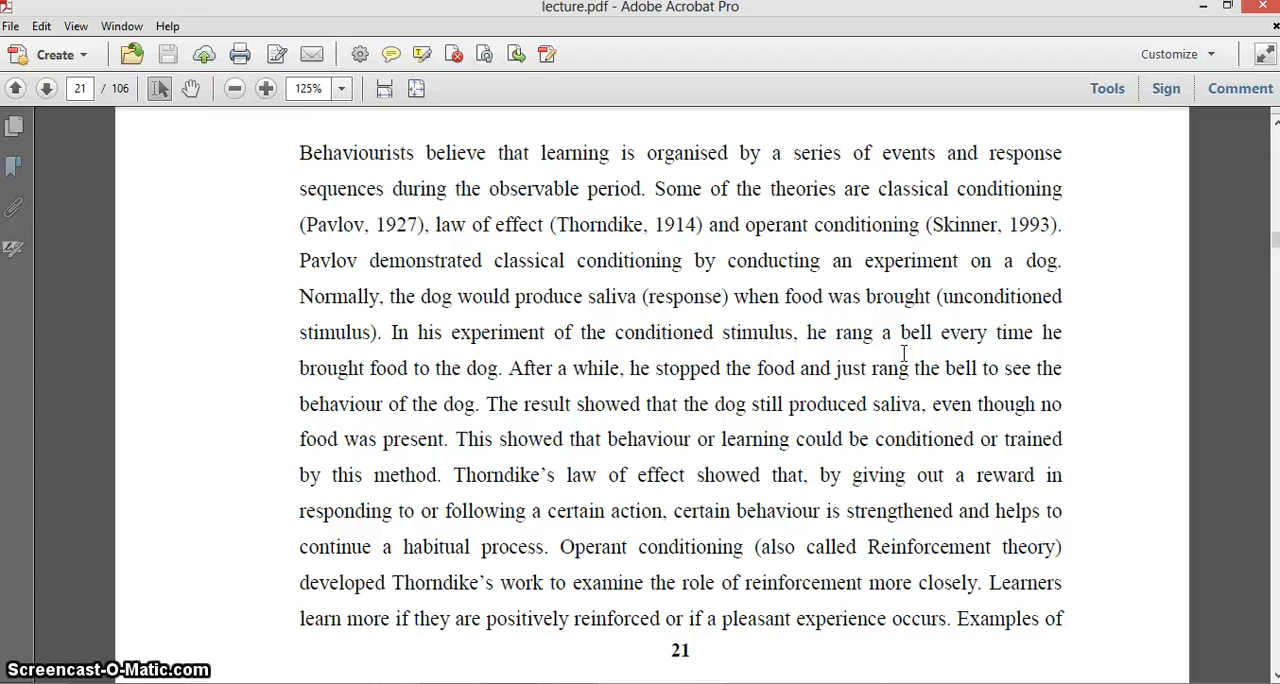 lecture.pdf - Adobe Acrobat Pro
File Edit View Window Help
Create Customize
21 / 106 125% Tools Sign Comment
Behaviourists believe that learning is organised by a series of events and response
sequences during the observable period. Some of the theories are classical conditioning
(Pavlov, 1927), law of effect (Thorndike, 1914) and operant conditioning (Skinner, 1993).
Pavlov demonstrated classical conditioning by conducting an experiment on a dog.
Normally, the dog would produce saliva (response) when food was brought (unconditioned
stimulus). In his experiment of the conditioned stimulus, he rang a bell every time he
brought food to the dog. After a while, he stopped the food and just rang the bell to see the
behaviour of the dog. The result showed that the dog still produced saliva, even though no
food was present. This showed that behaviour or learning could be conditioned or trained
by this method. Thorndike’s law of effect showed that, by giving out a reward in
responding to or following a certain action, certain behaviour is strengthened and helps to
continue a habitual process. Operant conditioning (also called Reinforcement theory)
developed Thorndike’s work to examine the role of reinforcement more closely. Learners
learn more if they are positively reinforced or if a pleasant experience occurs. Examples of
21
Screencast-O-Matic.com